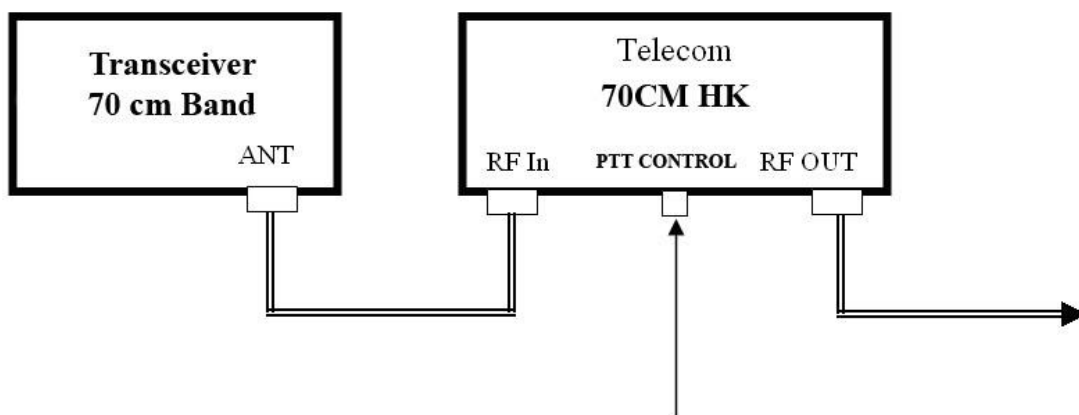 Transceiver
70 cm Band
ANT
Telecom
70CM HK
RF In
PTT CONTROL
RF OUT